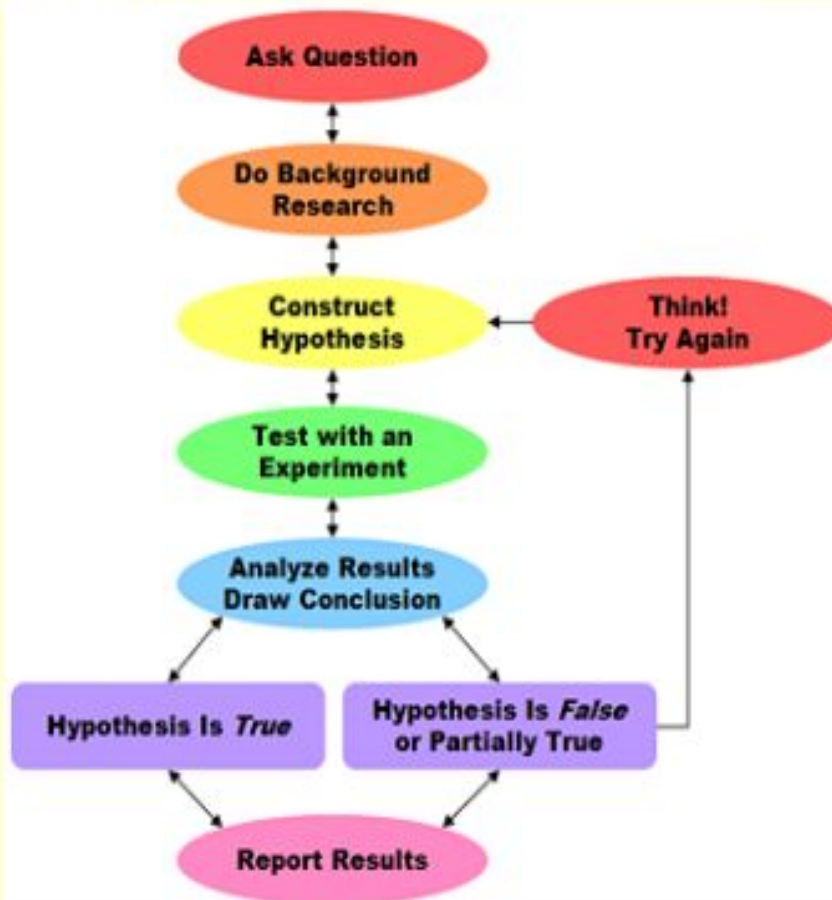 Ask Question
Do Background
Research
Construct
Hypothesis
Think!
Try Again
Test with an
Experiment
Analyze Results
Draw Conclusion
Hypothesis Is True
Hypothesis Is False
or Partially True
Report Results